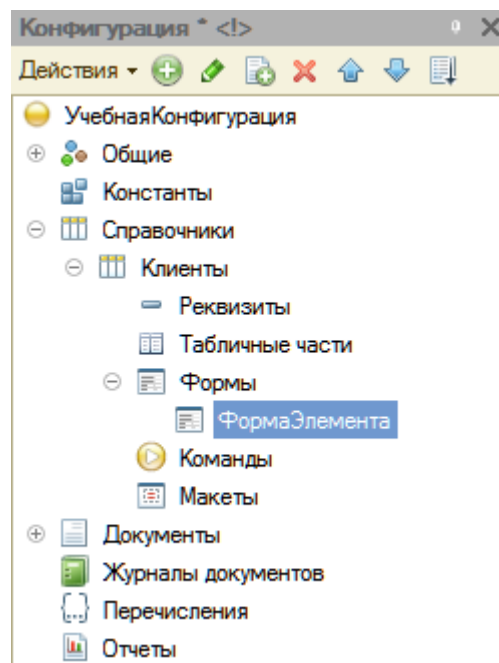 Конфигурация * <!>
Действия
УчебнаяКонфигурация
Общие
Константы
Справочники
Клиенты
Реквизиты
Табличные части
Формы
ФормаЭлемента
Команды
Макеты
Документы
Журналы документов
Перечисления
Отчеты